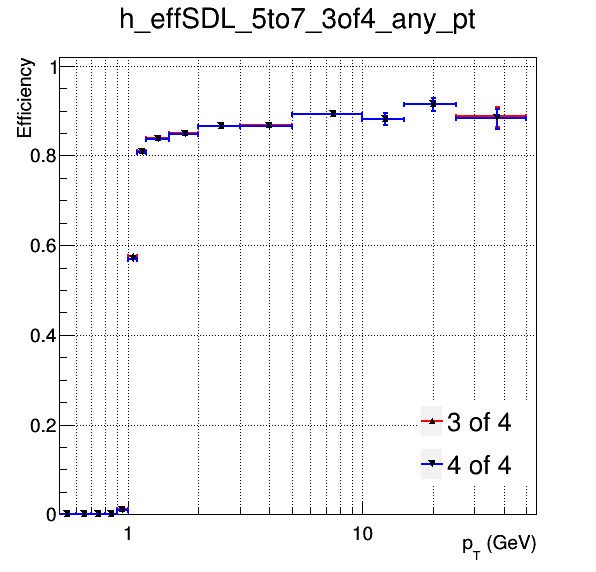 h_effSDL_5to7_3of4_any_pt
Efficiency
1
0.8
0.6
0.4
0.2
0
3 of 4
4 of 4
1
10
p_T (GeV)